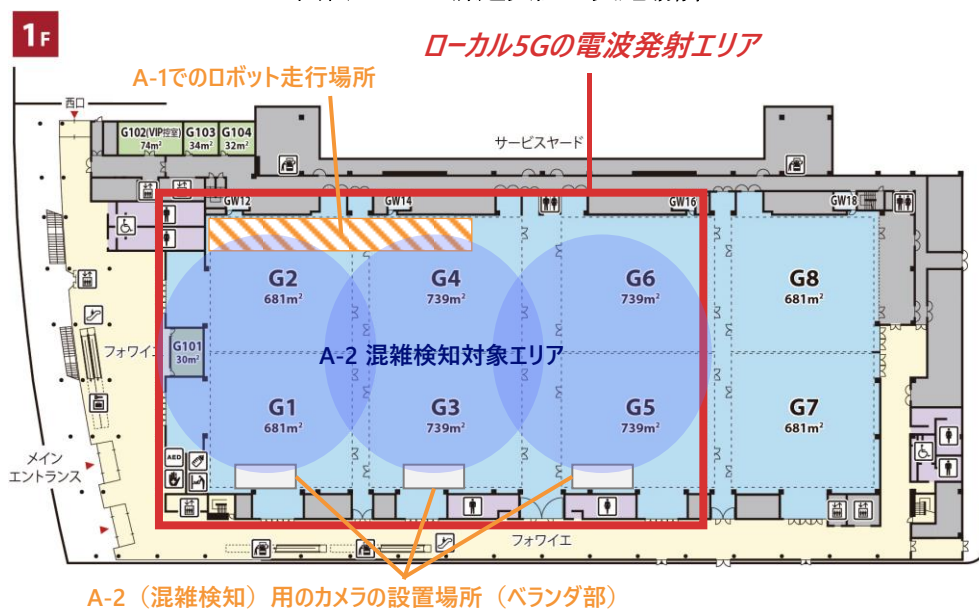 1F
ローカル5Gの電波発射エリア
A-1でのロボット走行場所
西口
G102(VIP控室)
74m²
G103
34m²
G104
32m²
サービスヤード
GW12
GW14
GW16
GW18
G2
681m²
G4
739m²
G6
739m²
G8
681m²
フォワイエ
G101
30m²
A-2 混雑検知対象エリア
G1
681m²
G3
739m²
G5
739m²
G7
681m²
AED
メイン
エントランス
フォワイエ
A-2（混雑検知）用のカメラの設置場所（ベランダ部）